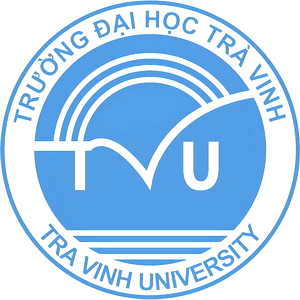 TRƯỜNG ĐẠI HỌC TRÀ VINH
TVU
TRA VINH UNIVERSITY